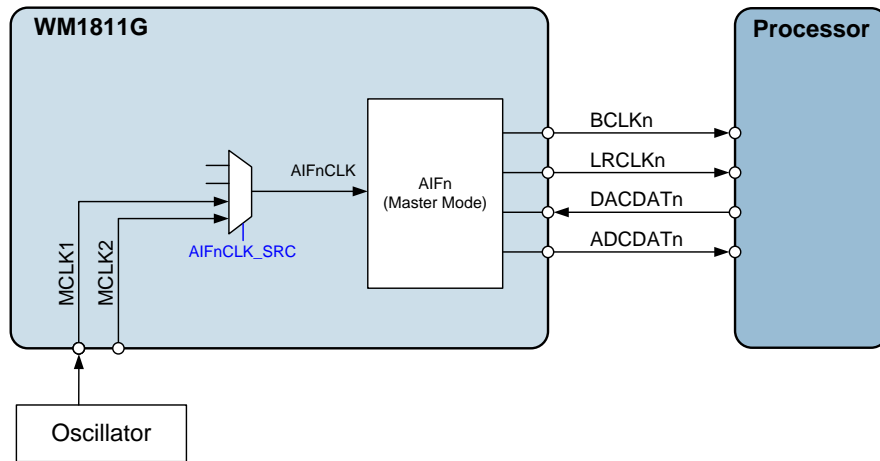 WM1811G
Processor
BCLKn
LRCLKn
DACDATn
ADCDATn
AIFnCLK
AIFn
(Master Mode)
AIFnCLK_SRC
MCLK1
MCLK2
Oscillator